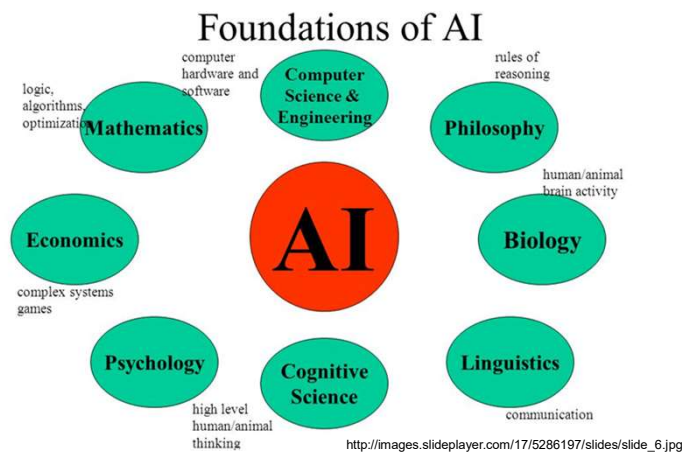 Foundations of AI
computer
hardware and
software
Computer
Science &
Engineering
rules of
reasoning
logic,
algorithms,
optimization
Mathematics
Philosophy
human/animal
brain activity
Economics
AI
Biology
complex systems
games
Psychology
Cognitive
Science
Linguistics
high level
human/animal
thinking
communication
http://images.slideplayer.com/17/5286197/slides/slide_6.jpg